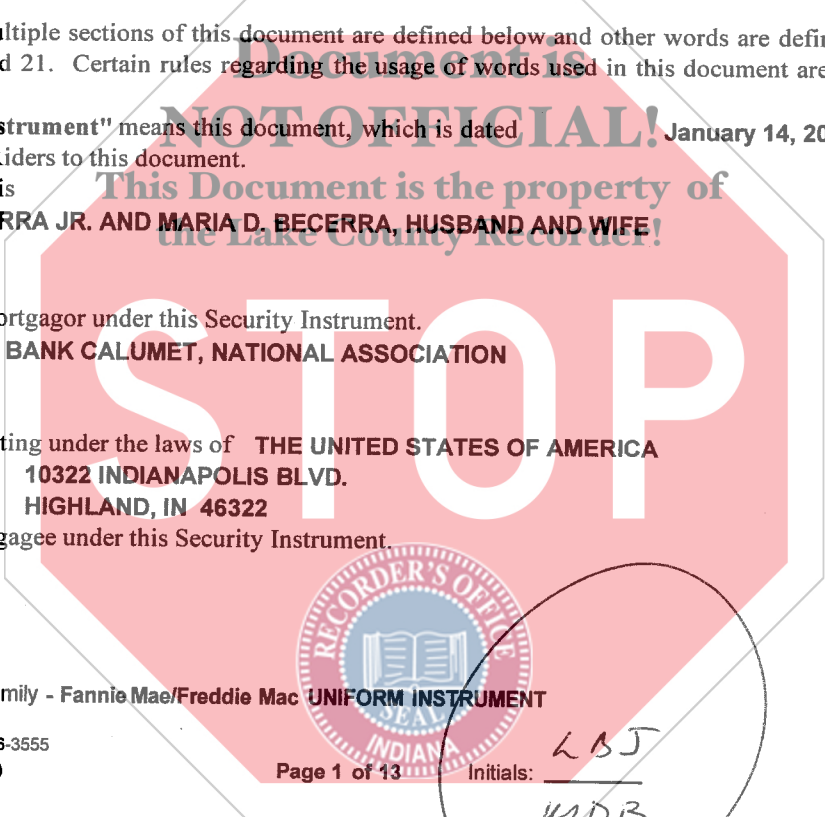 ltiple sections of this document are defined below and other words are defin
Document is
d 21. Certain rules regarding the usage of words used in this document are
NOT OFFICIAL!
strument" means this document, which is dated January 14, 20
iders to this document.
is
This Document is the property of
RRA JR. AND MARIA D. BECERRA, HUSBAND AND WIFE
the Lake County Recorder!
ortgagor under this Security Instrument.
BANK CALUMET, NATIONAL ASSOCIATION
STOP
ting under the laws of THE UNITED STATES OF AMERICA
10322 INDIANAPOLIS BLVD.
HIGHLAND, IN 46322
gagee under this Security Instrument.
RECORDER'S OFFICE
SEAL
INDIANA
mily - Fannie Mae/Freddie Mac UNIFORM INSTRUMENT
6-3555
LBJ
Page 1 of 13 Initials:
MDB